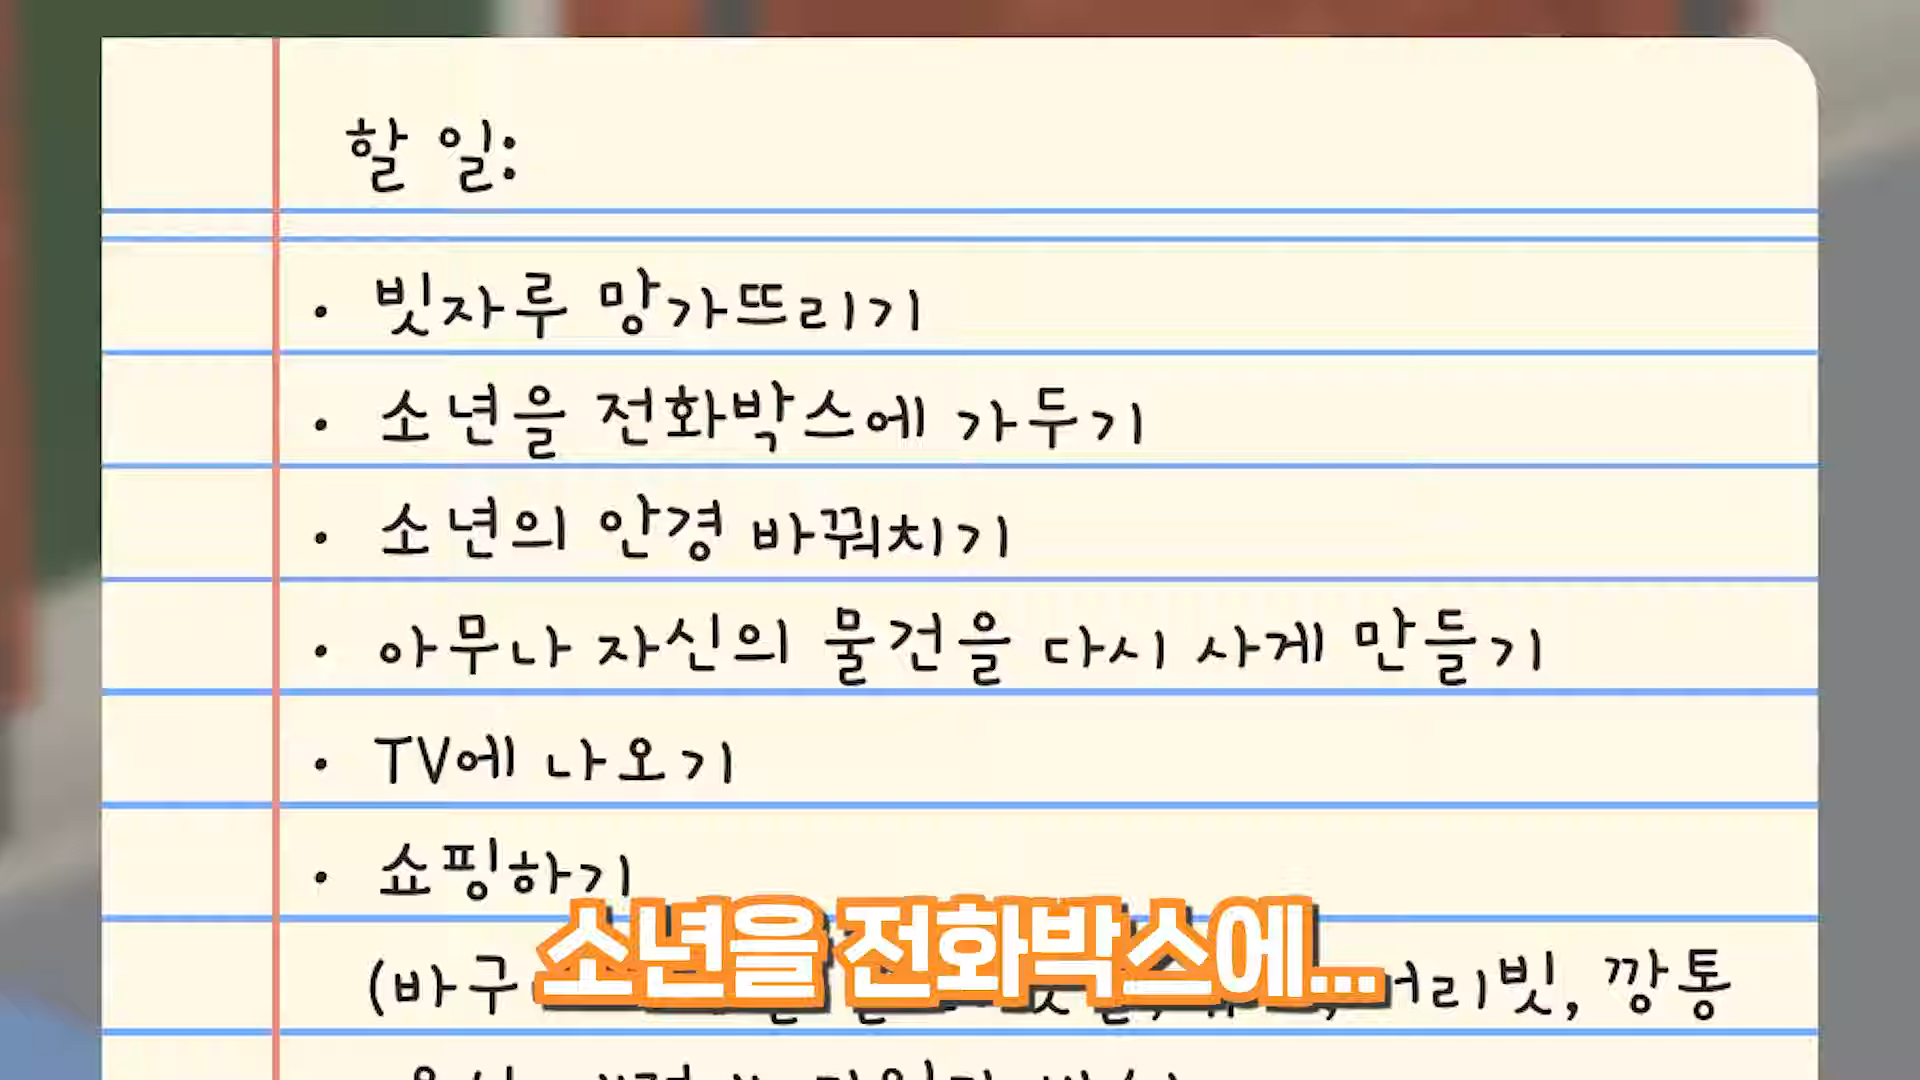 할 일:
• 빗자루 망가뜨리기
• 소년을 전화박스에 가두기
• 소년의 안경 바꿔치기
• 아무나 자신의 물건을 다시 사게 만들기
• TV에 나오기
• 쇼핑하기
소년을 전화박스에...
(바구 머리빗, 깡통